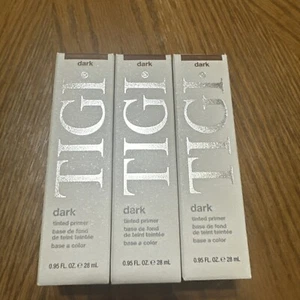 dark
TIGI®
dark
tinted primer
base de fond
de teint teintée
base a color
0.95 FL. OZ. ℮ 28 mL
dark
TIGI®
dark
tinted primer
base de fond
de teint teintée
base a color
0.95 FL. OZ. ℮ 28 mL
dark
TIGI®
dark
tinted primer
base de fond
de teint teintée
base a color
0.95 FL. OZ. ℮ 28 mL